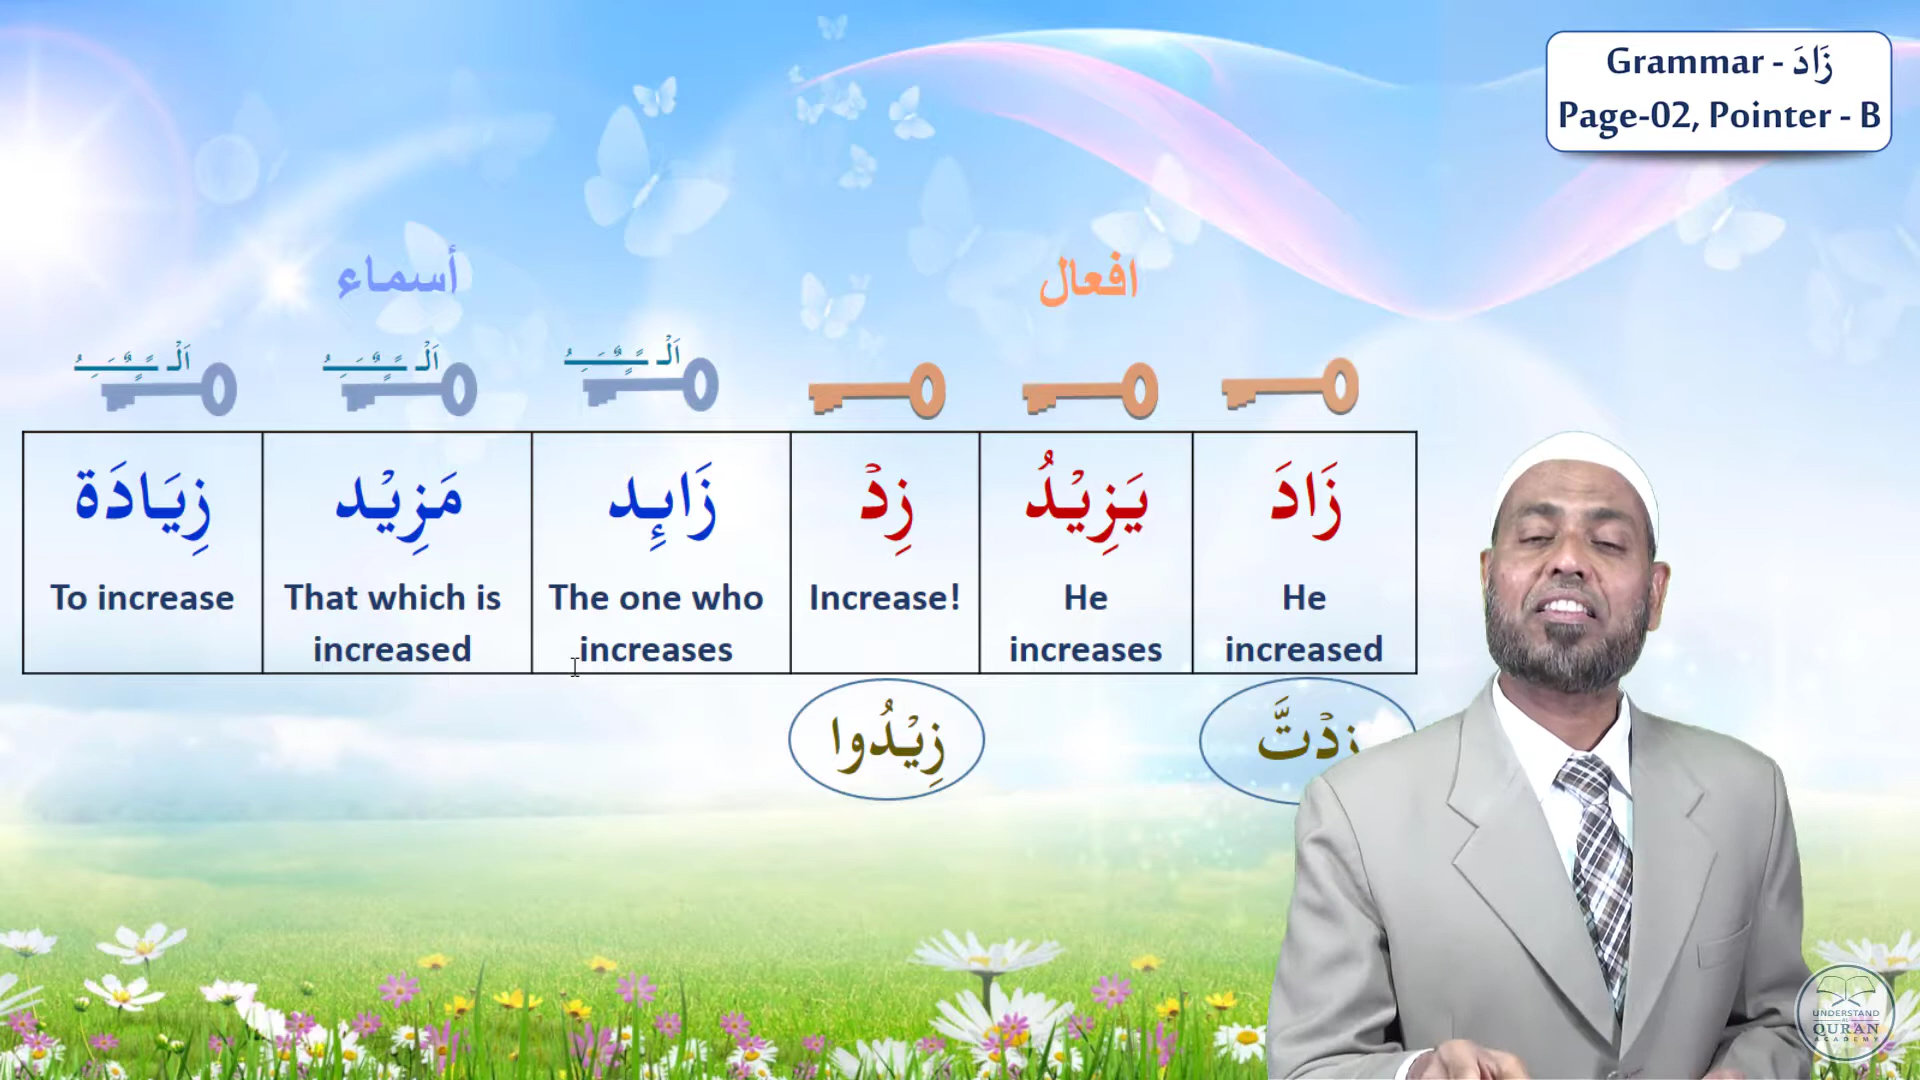 Grammar - زَادَ
Page-02, Pointer - B
افعال
أسماء
زَادَ
He
increased
يَزِيْدُ
He
increases
زِدْ
Increase!
زَائِد
The one who
increases
مَزِيْد
That which is
increased
زِيَادَة
To increase
زِدْتَّ
زِيْدُوا
UNDERSTAND
QURAN
ACADEMY